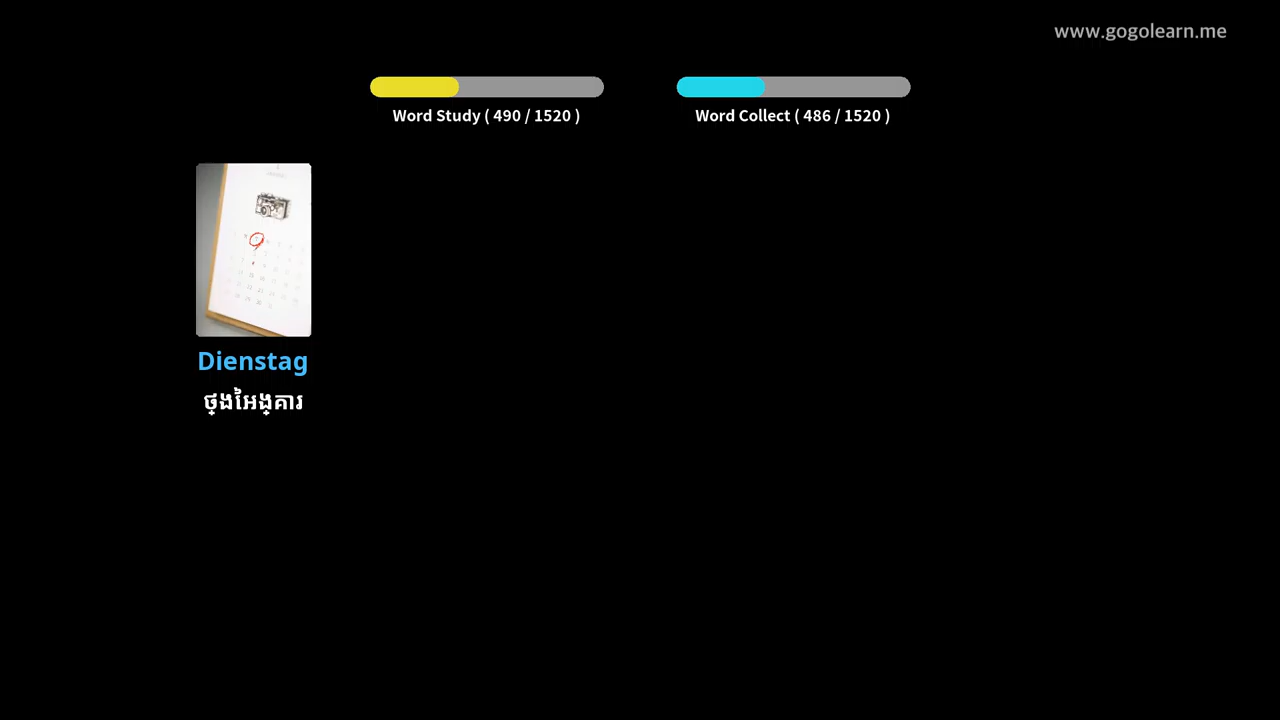 www.gogolearn.me
Word Study ( 490 / 1520 )
Word Collect ( 486 / 1520 )
Dienstag
ថ្ងៃអង្គារ